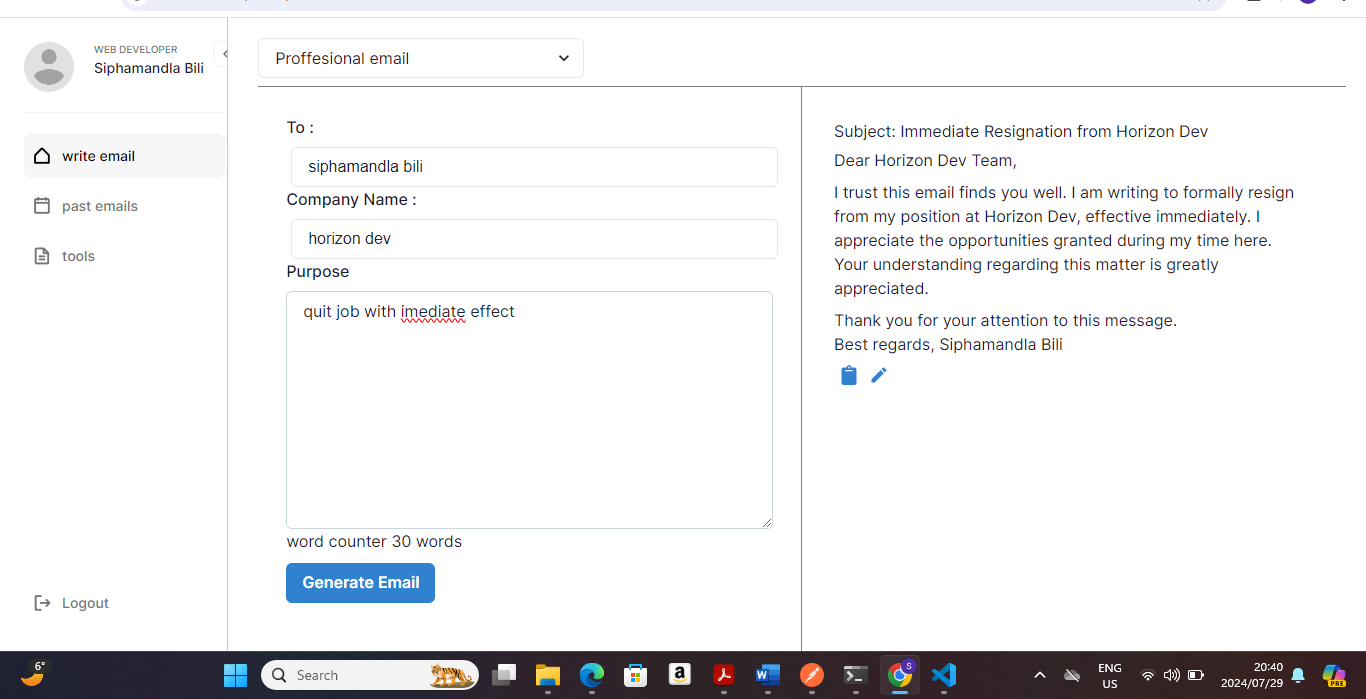 WEB DEVELOPER
Siphamandla Bili
write email
past emails
tools
Logout
Proffesional email
To :
siphamandla bili
Company Name :
horizon dev
Purpose
quit job with imediate effect
word counter 30 words
Generate Email
Subject: Immediate Resignation from Horizon Dev
Dear Horizon Dev Team,
I trust this email finds you well. I am writing to formally resign
from my position at Horizon Dev, effective immediately. I
appreciate the opportunities granted during my time here.
Your understanding regarding this matter is greatly
appreciated.
Thank you for your attention to this message.
Best regards, Siphamandla Bili
6°
Search
a
W
S
ENG
US
20:40
2024/07/29
PRE